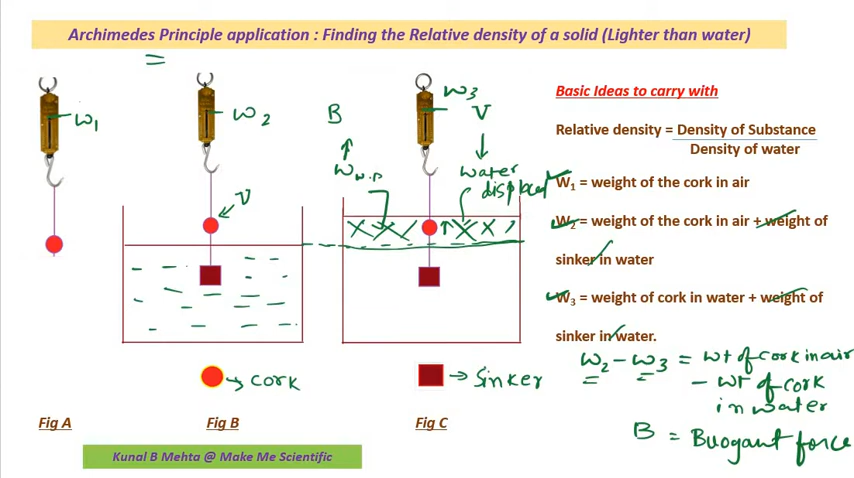 Archimedes Principle application : Finding the Relative density of a solid (Lighter than water)
=
W1
W2
B
W3
V
Ww.D
water
displaced
V
Basic Ideas to carry with
Relative density = Density of Substance
Density of water
W1 = weight of the cork in air
W2 = weight of the cork in air + weight of
sinker in water
W3 = weight of cork in water + weight of
sinker in water.
W2 - W3 = wt of cork in air
- wt of cork
in water
B = Buoyant force
→ cork
→ Sinker
Fig A
Fig B
Fig C
Kunal B Mehta @ Make Me Scientific